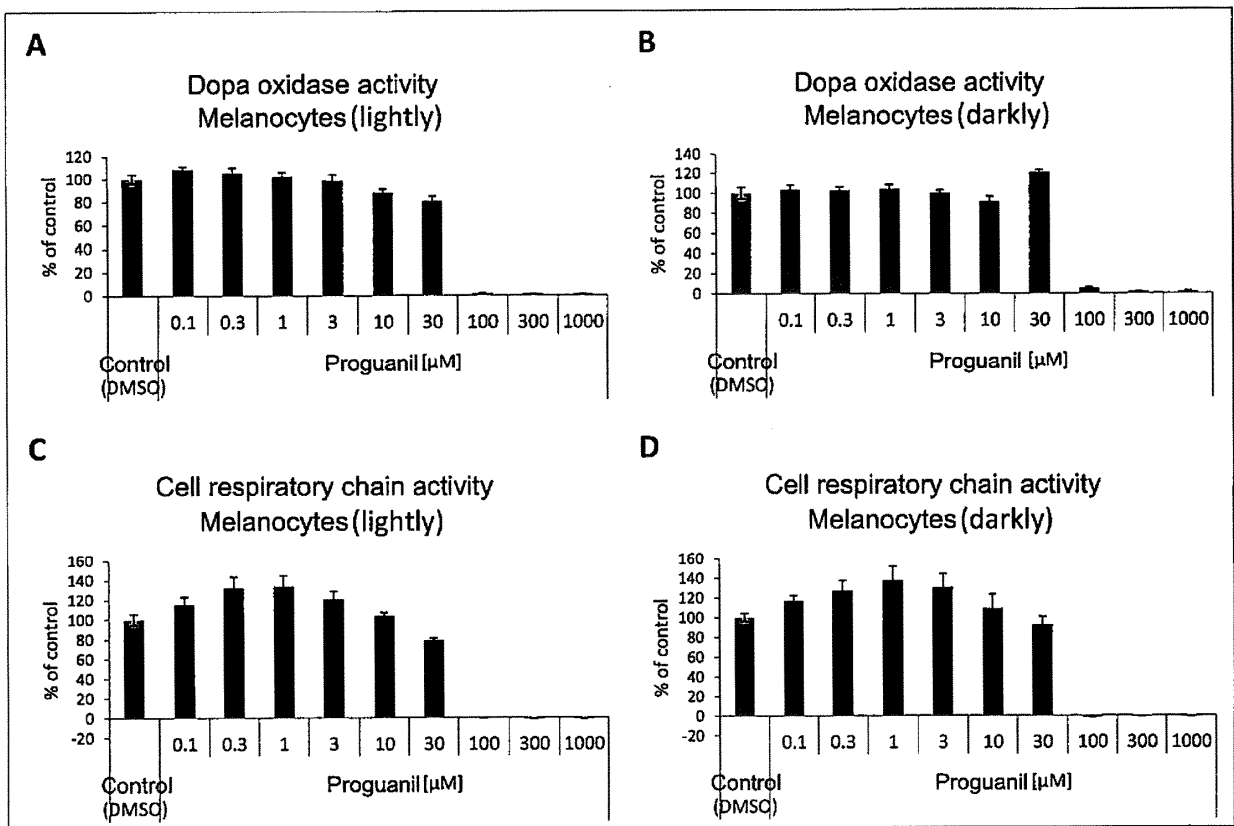 A
Dopa oxidase activity
Melanocytes (lightly)
% of control
120
100
80
60
40
20
0
0.1 0.3 1 3 10 30 100 300 1000
Control
(DMSO)
Proguanil [µM]
B
Dopa oxidase activity
Melanocytes (darkly)
% of control
140
120
100
80
60
40
20
0
0.1 0.3 1 3 10 30 100 300 1000
Control
(DMSO)
Proguanil [µM]
C
Cell respiratory chain activity
Melanocytes (lightly)
% of control
160
140
120
100
80
60
40
20
0
-20
0.1 0.3 1 3 10 30 100 300 1000
Control
(DMSO)
Proguanil [µM]
D
Cell respiratory chain activity
Melanocytes (darkly)
% of control
160
140
120
100
80
60
40
20
0
-20
0.1 0.3 1 3 10 30 100 300 1000
Control
(DMSO)
Proguanil [µM]